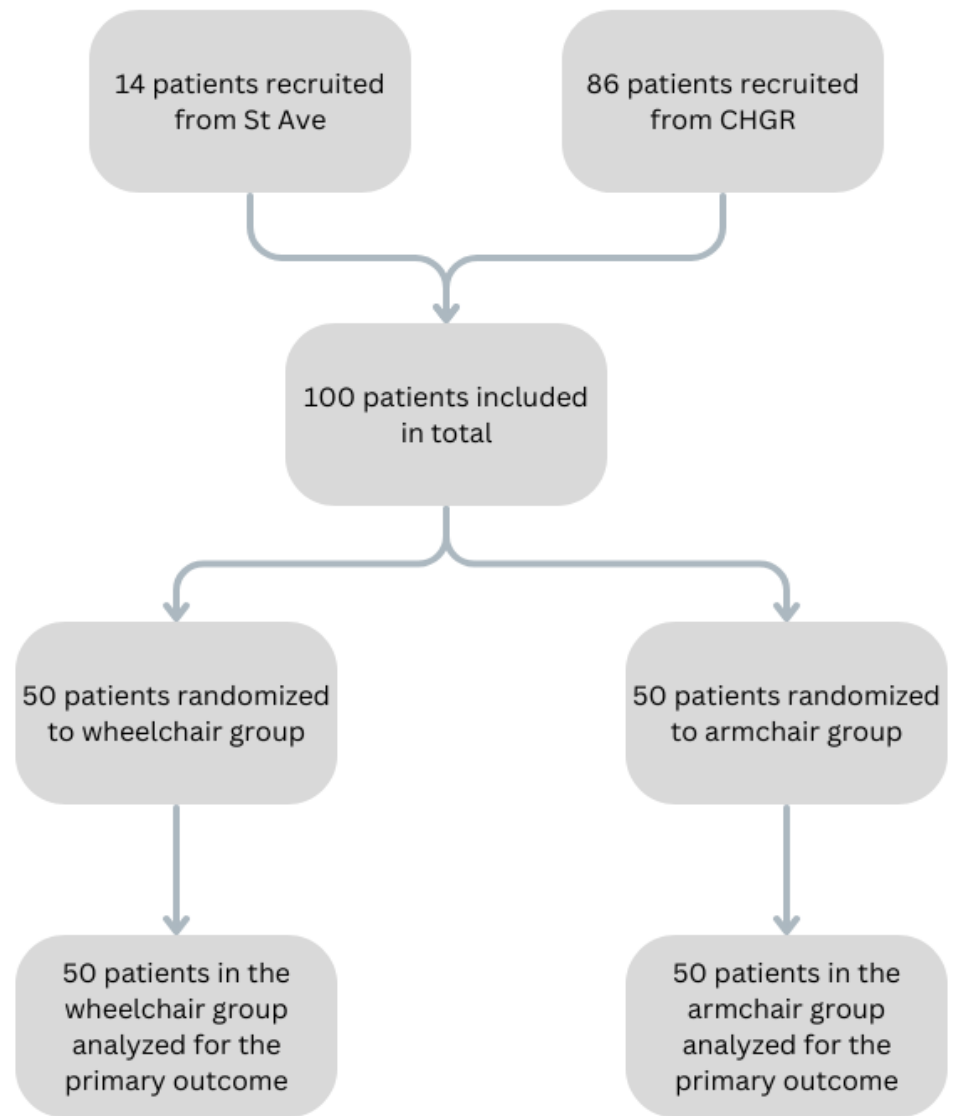 14 patients recruited
from St Ave
86 patients recruited
from CHGR
100 patients included
in total
50 patients randomized
to wheelchair group
50 patients randomized
to armchair group
50 patients in the
wheelchair group
analyzed for the
primary outcome
50 patients in the
armchair group
analyzed for the
primary outcome